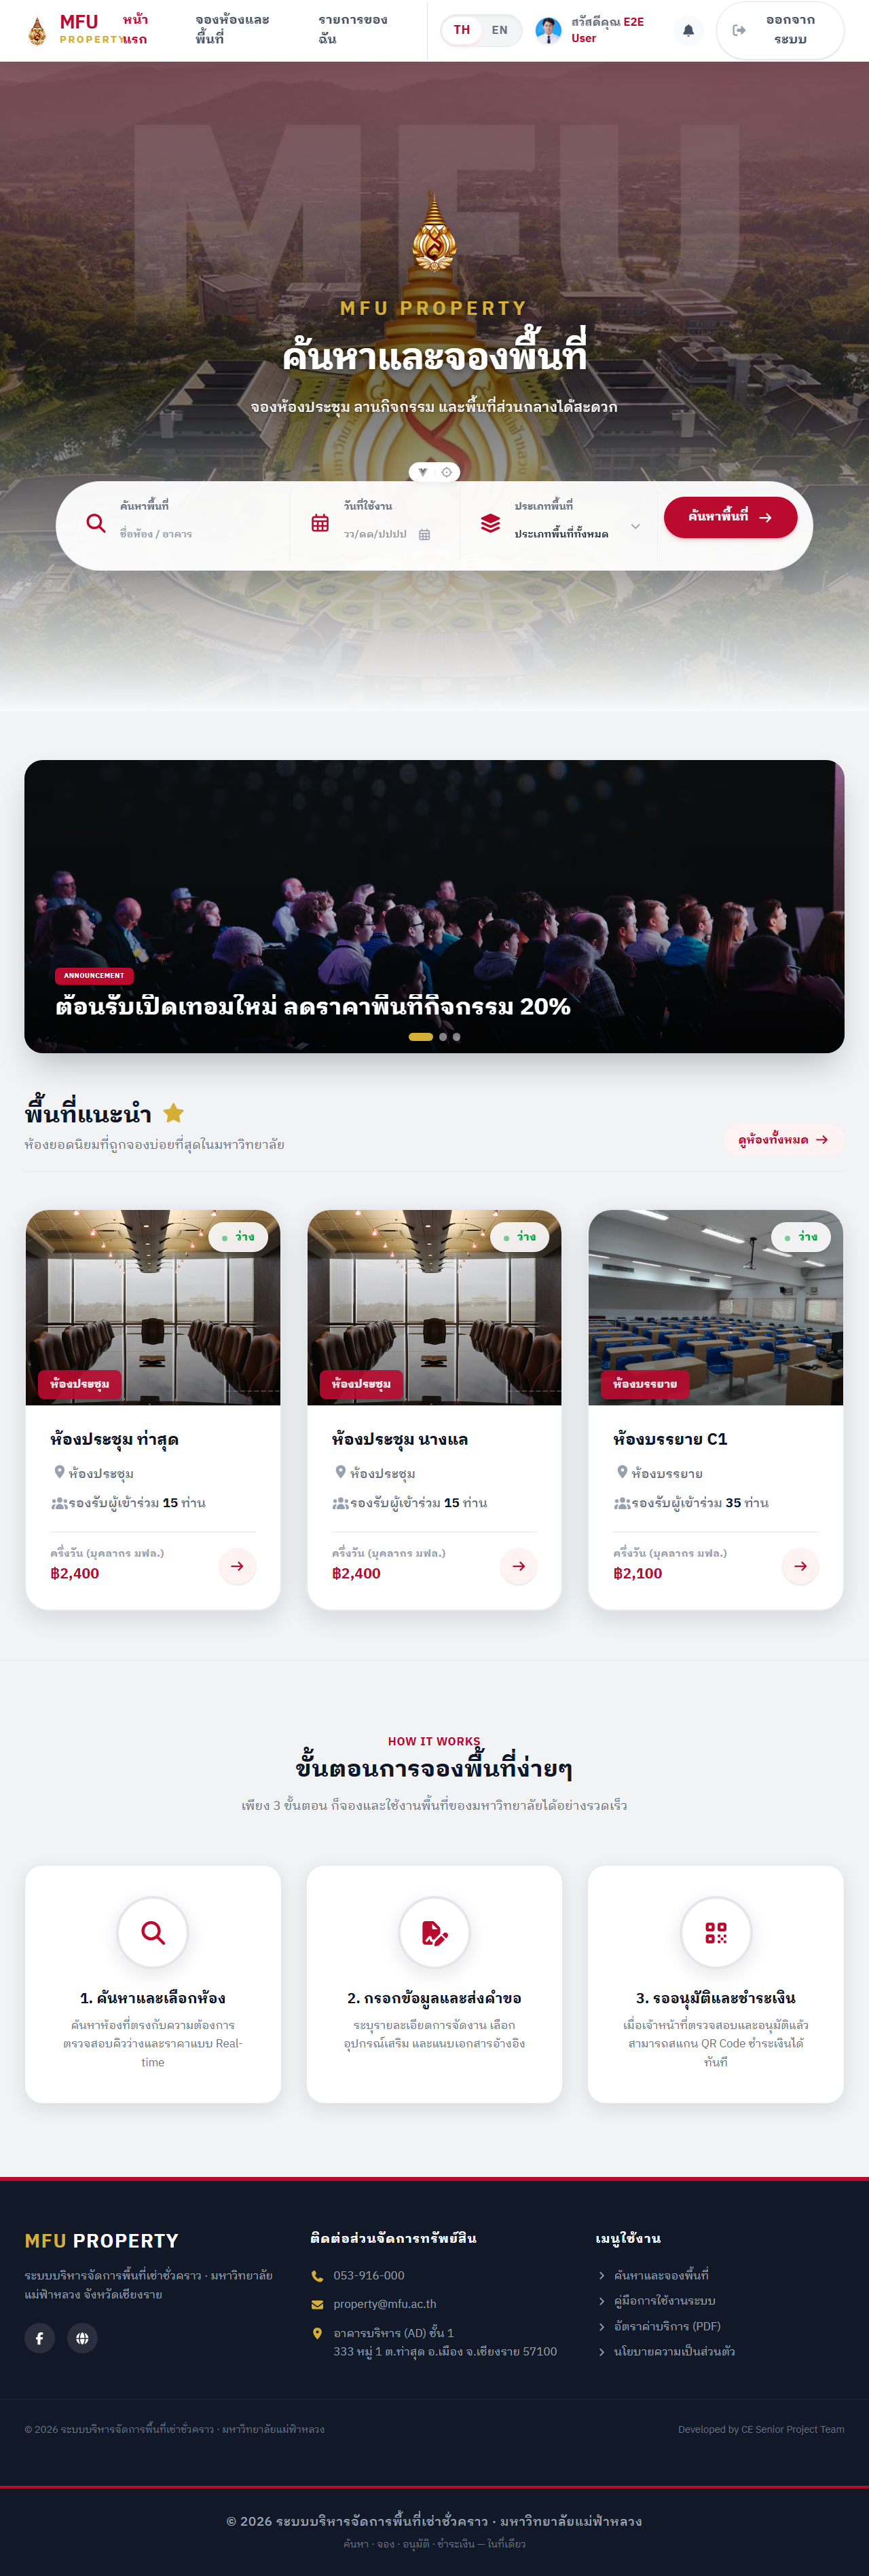 MFU
PROPERTY
หน้าแรก
จองห้องและพื้นที่
รายการของฉัน
TH EN
สวัสดีคุณ E2E User
ออกจากระบบ
MFU
MFU PROPERTY
ค้นหาและจองพื้นที่
จองห้องประชุม ลานกิจกรรม และพื้นที่ส่วนกลางได้สะดวก
ค้นหาพื้นที่
ชื่อห้อง / อาคาร
วันที่ใช้งาน
วว/ดด/ปปปป
ประเภทพื้นที่
ประเภทพื้นที่ทั้งหมด
ค้นหาพื้นที่
ANNOUNCEMENT
ต้อนรับเปิดเทอมใหม่ ลดราคาพื้นที่กิจกรรม 20%
พื้นที่แนะนำ
ห้องยอดนิยมที่ถูกจองบ่อยที่สุดในมหาวิทยาลัย
ดูห้องทั้งหมด
ว่าง
ห้องประชุม
ห้องประชุม ท่าสุด
ห้องประชุม
รองรับผู้เข้าร่วม 15 ท่าน
ครึ่งวัน (บุคลากร มฟล.)
฿2,400
ว่าง
ห้องประชุม
ห้องประชุม นางแล
ห้องประชุม
รองรับผู้เข้าร่วม 15 ท่าน
ครึ่งวัน (บุคลากร มฟล.)
฿2,400
ว่าง
ห้องบรรยาย
ห้องบรรยาย C1
ห้องบรรยาย
รองรับผู้เข้าร่วม 35 ท่าน
ครึ่งวัน (บุคลากร มฟล.)
฿2,100
HOW IT WORKS
ขั้นตอนการจองพื้นที่ง่ายๆ
เพียง 3 ขั้นตอน ก็จองและใช้งานพื้นที่ของมหาวิทยาลัยได้อย่างรวดเร็ว
1. ค้นหาและเลือกห้อง
ค้นหาห้องที่ตรงกับความต้องการ
ตรวจสอบคิวว่างและราคาแบบ Real-
time
2. กรอกข้อมูลและส่งคำขอ
ระบุรายละเอียดการจัดงาน เลือก
อุปกรณ์เสริม และแนบเอกสารอ้างอิง
3. รออนุมัติและชำระเงิน
เมื่อเจ้าหน้าที่ตรวจสอบและอนุมัติแล้ว
สามารถสแกน QR Code ชำระเงินได้
ทันที
MFU PROPERTY
ระบบบริหารจัดการพื้นที่เช่าชั่วคราว · มหาวิทยาลัย
แม่ฟ้าหลวง จังหวัดเชียงราย
ติดต่อส่วนจัดการทรัพย์สิน
053-916-000
property@mfu.ac.th
อาคารบริหาร (AD) ชั้น 1
333 หมู่ 1 ต.ท่าสุด อ.เมือง จ.เชียงราย 57100
เมนูใช้งาน
ค้นหาและจองพื้นที่
คู่มือการใช้งานระบบ
อัตราค่าบริการ (PDF)
นโยบายความเป็นส่วนตัว
© 2026 ระบบบริหารจัดการพื้นที่เช่าชั่วคราว · มหาวิทยาลัยแม่ฟ้าหลวง
Developed by CE Senior Project Team
© 2026 ระบบบริหารจัดการพื้นที่เช่าชั่วคราว · มหาวิทยาลัยแม่ฟ้าหลวง
ค้นหา · จอง · อนุมัติ · ชำระเงิน — ในที่เดียว